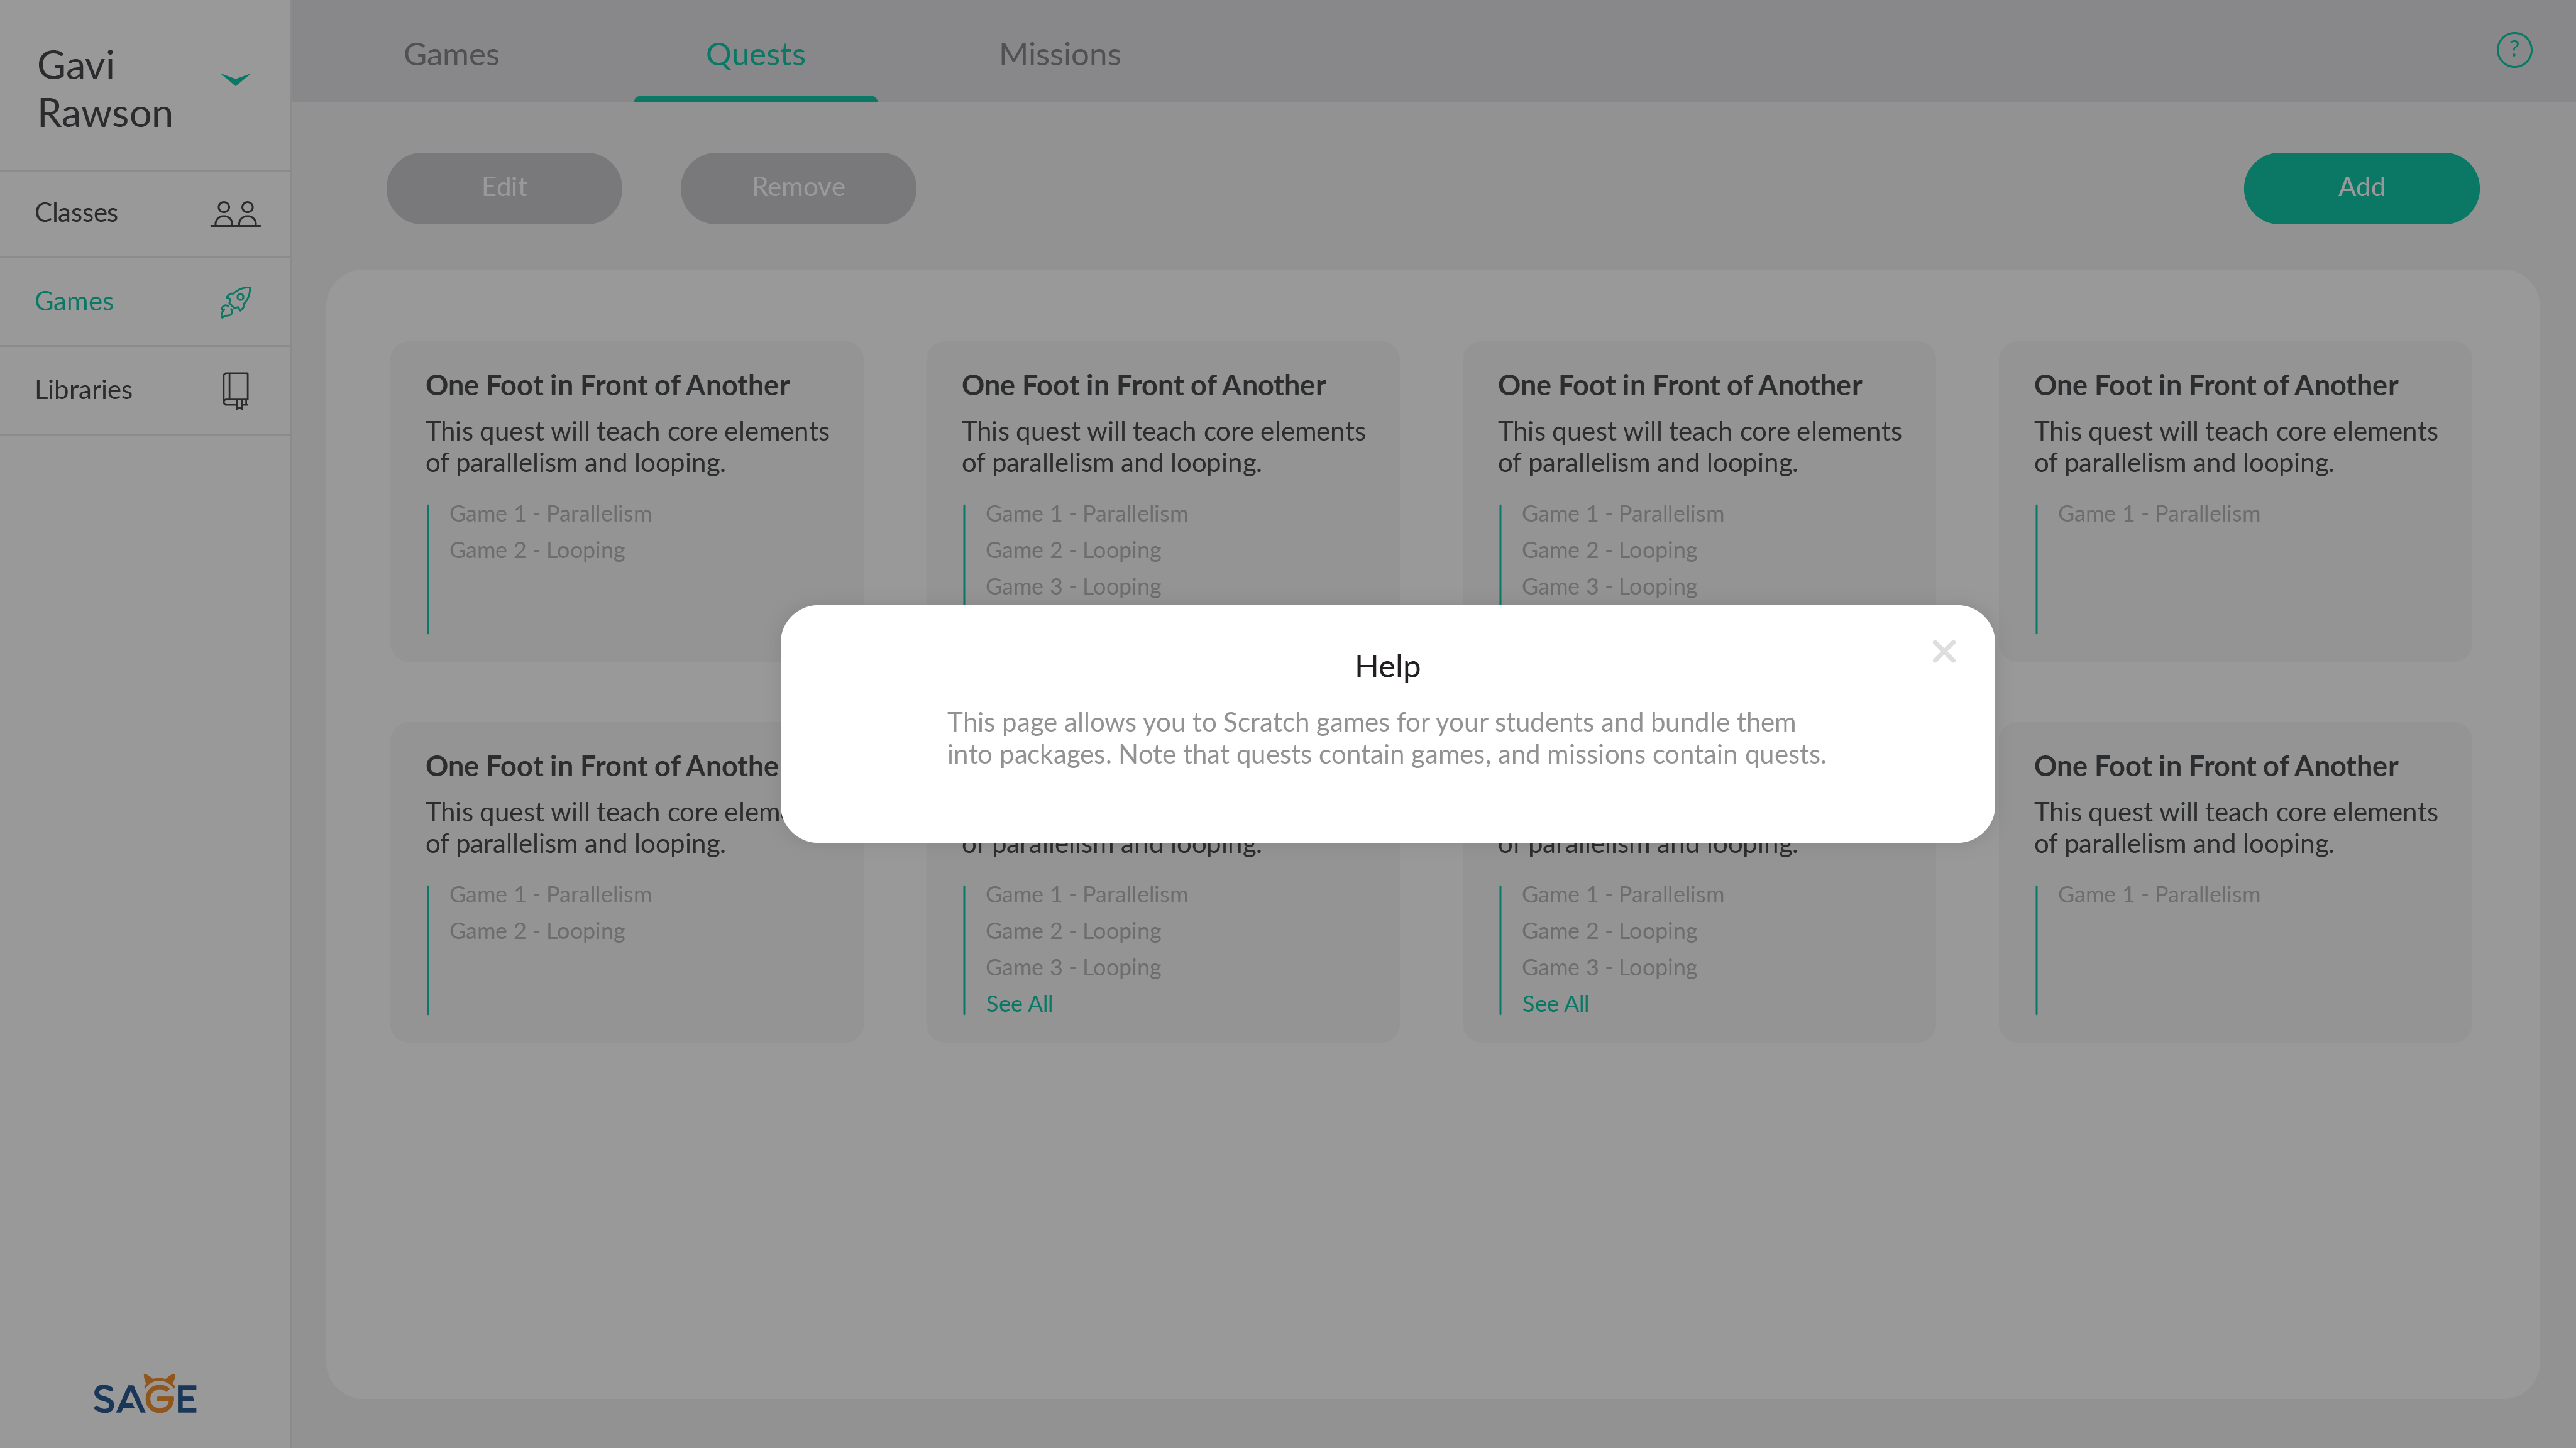 Gavi
Rawson
Classes
Games
Libraries
SAGE
Games
Quests
Missions
?
Edit
Remove
Add
One Foot in Front of Another
This quest will teach core elements
of parallelism and looping.
Game 1 - Parallelism
Game 2 - Looping
One Foot in Front of Another
This quest will teach core elements
of parallelism and looping.
Game 1 - Parallelism
Game 2 - Looping
Game 3 - Looping
One Foot in Front of Another
This quest will teach core elements
of parallelism and looping.
Game 1 - Parallelism
Game 2 - Looping
Game 3 - Looping
One Foot in Front of Another
This quest will teach core elements
of parallelism and looping.
Game 1 - Parallelism
Help
This page allows you to Scratch games for your students and bundle them
into packages. Note that quests contain games, and missions contain quests.
One Foot in Front of Anothe
This quest will teach core elem
of parallelism and looping.
Game 1 - Parallelism
Game 2 - Looping
of parallelism and looping.
Game 1 - Parallelism
Game 2 - Looping
Game 3 - Looping
See All
of parallelism and looping.
Game 1 - Parallelism
Game 2 - Looping
Game 3 - Looping
See All
One Foot in Front of Another
This quest will teach core elements
of parallelism and looping.
Game 1 - Parallelism